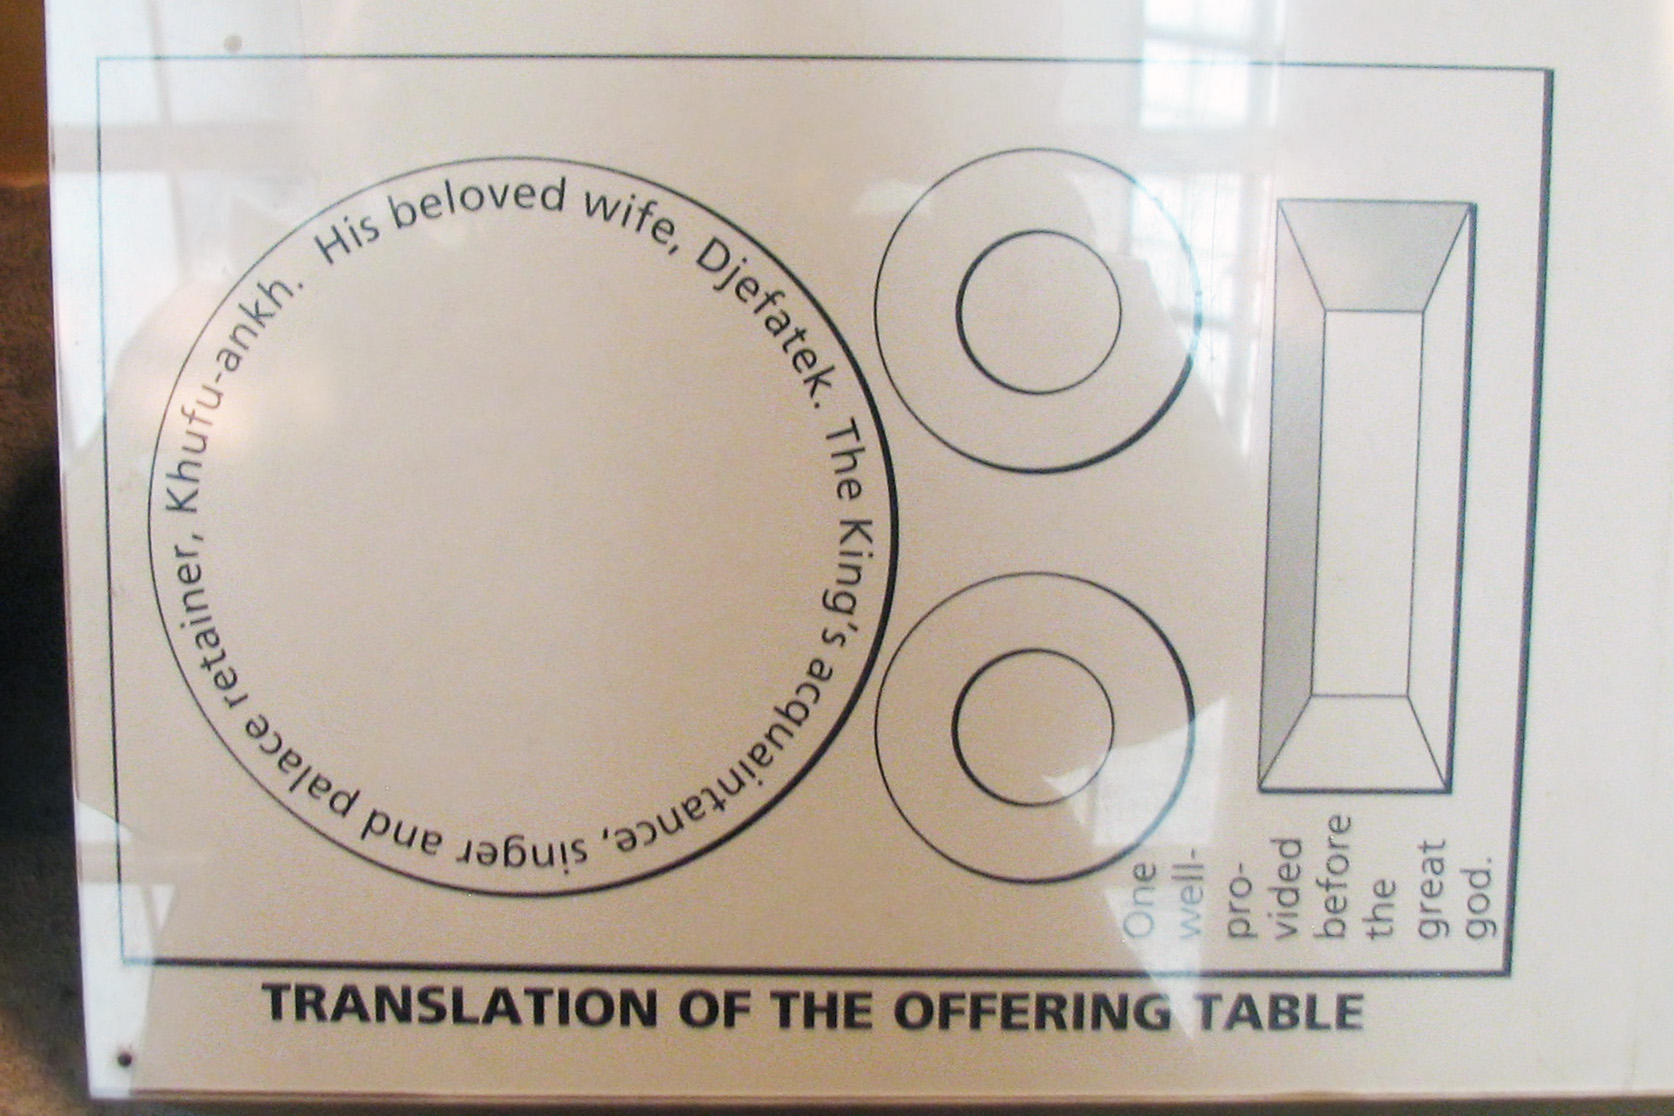 The King's acquaintance, singer and palace retainer, Khufu-ankh. His beloved wife, Djefatek.
One
well-
pro-
vided
before
the
great
god.
TRANSLATION OF THE OFFERING TABLE